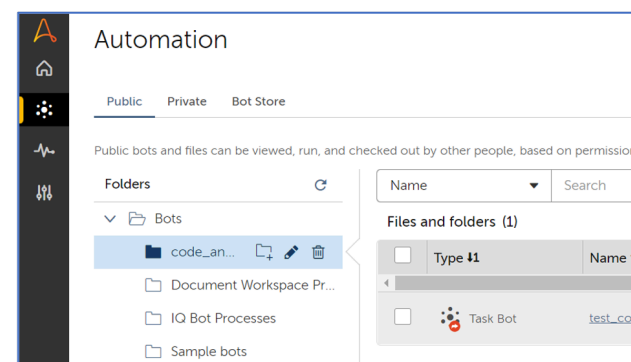 Automation
Public Private Bot Store
Public bots and files can be viewed, run, and checked out by other people, based on
Folders
Name
Search
Bots
Files and folders (1)
code_an...
Type
Name
Document Workspace Pr...
IQ Bot Processes
Task Bot
Sample bots